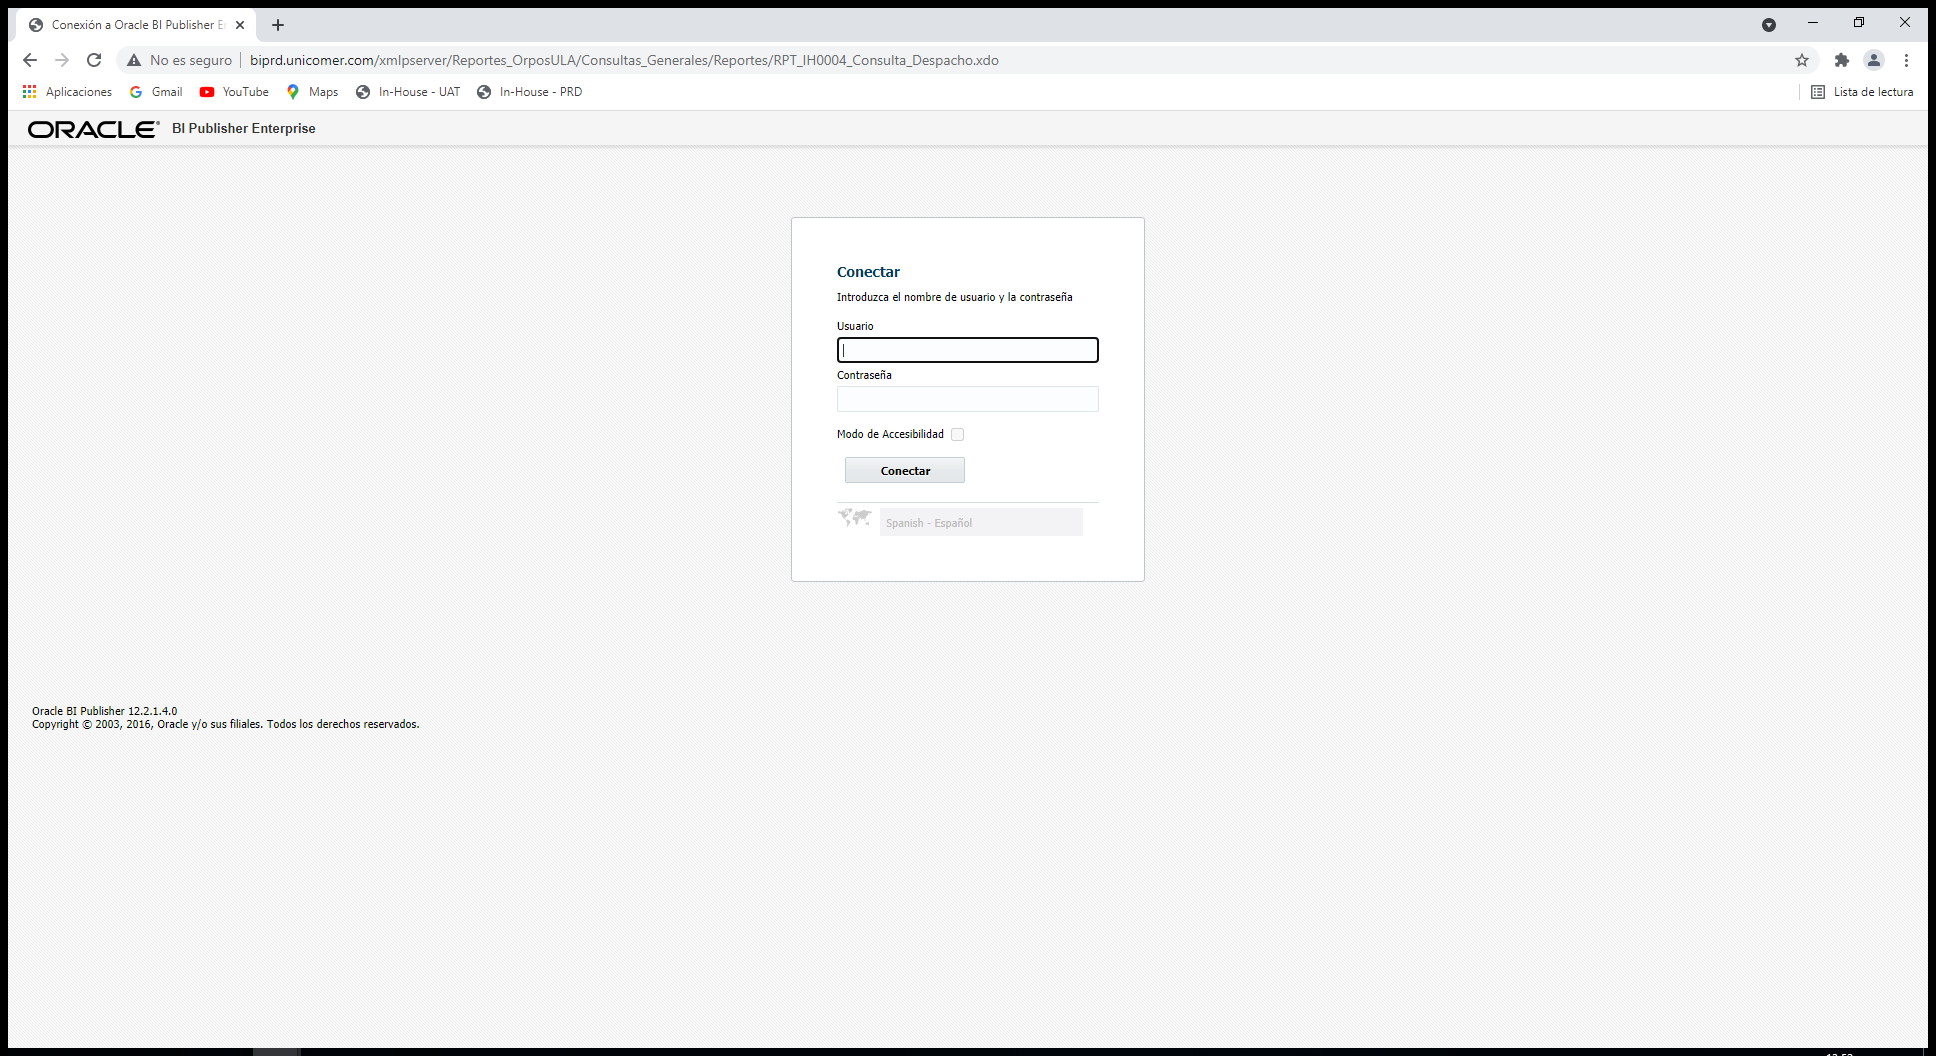 Conexión a Oracle BI Publisher E
No es seguro
biprd.unicomer.com/xmlpserver/Reportes_OrposULA/Consultas_Generales/Reportes/RPT_IH0004_Consulta_Despacho.xdo
Aplicaciones
Gmail
YouTube
Maps
In-House - UAT
In-House - PRD
Lista de lectura
ORACLE® BI Publisher Enterprise
Conectar
Introduzca el nombre de usuario y la contraseña
Usuario
Contraseña
Modo de Accesibilidad
Conectar
Spanish - Español
Oracle BI Publisher 12.2.1.4.0
Copyright © 2003, 2016, Oracle y/o sus filiales. Todos los derechos reservados.